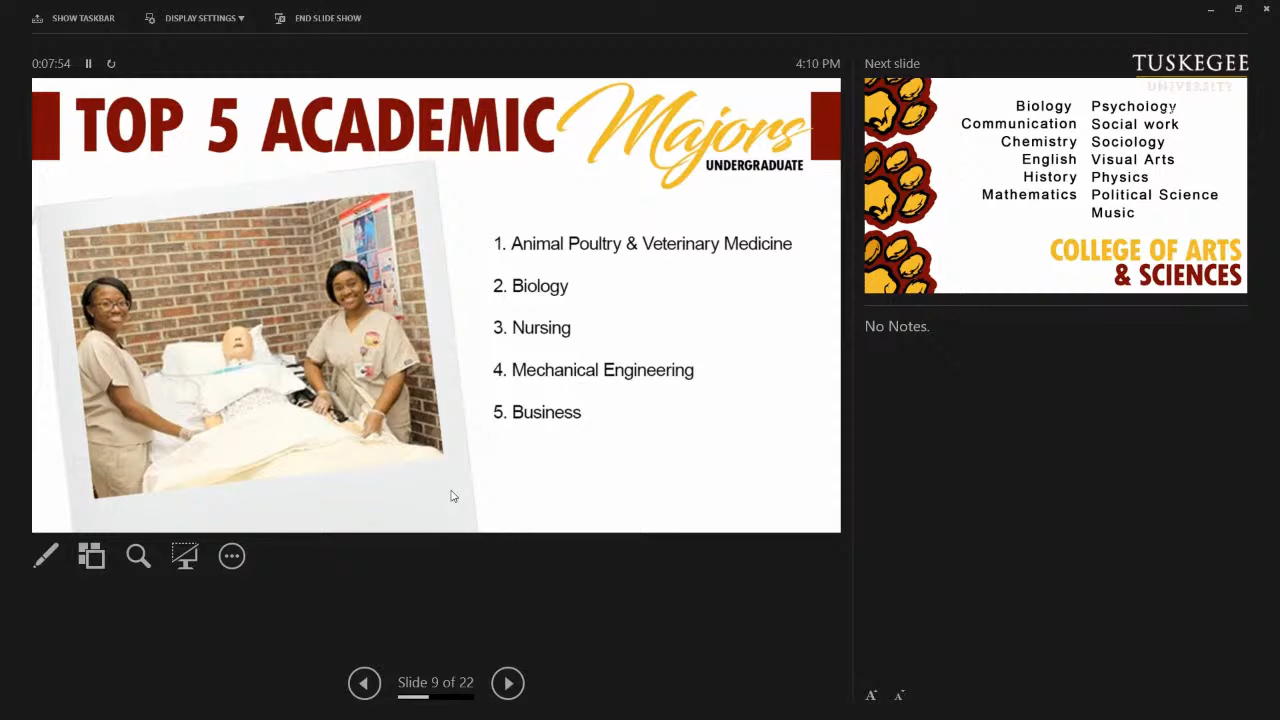 SHOW TASKBAR
DISPLAY SETTINGS ▼
END SLIDE SHOW
0:07:54
4:10 PM
TOP 5 ACADEMIC Majors
UNDERGRADUATE
1. Animal Poultry & Veterinary Medicine
2. Biology
3. Nursing
4. Mechanical Engineering
5. Business
Slide 9 of 22
Next slide
TUSKEGEE
UNIVERSITY
Biology Psychology
Communication Social work
Chemistry Sociology
English Visual Arts
History Physics
Mathematics Political Science
Music
COLLEGE OF ARTS
& SCIENCES
No Notes.
A A